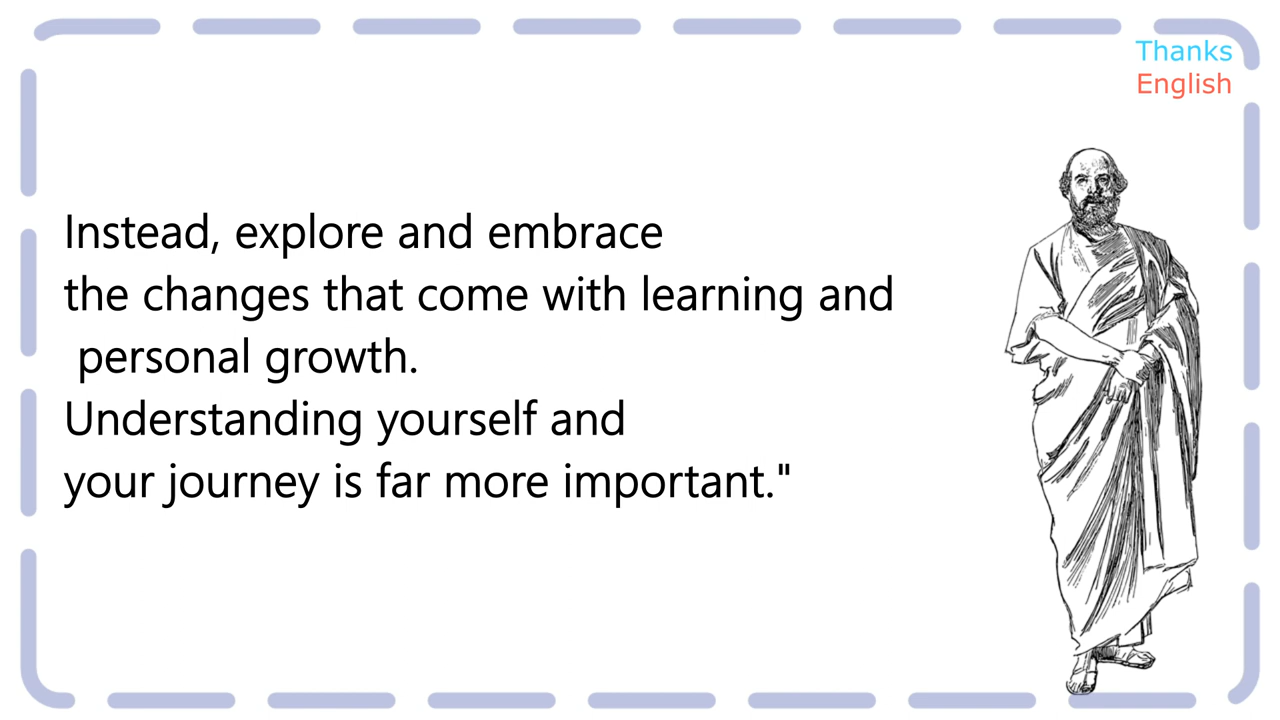 Thanks
English
Instead, explore and embrace
the changes that come with learning and
personal growth.
Understanding yourself and
your journey is far more important."